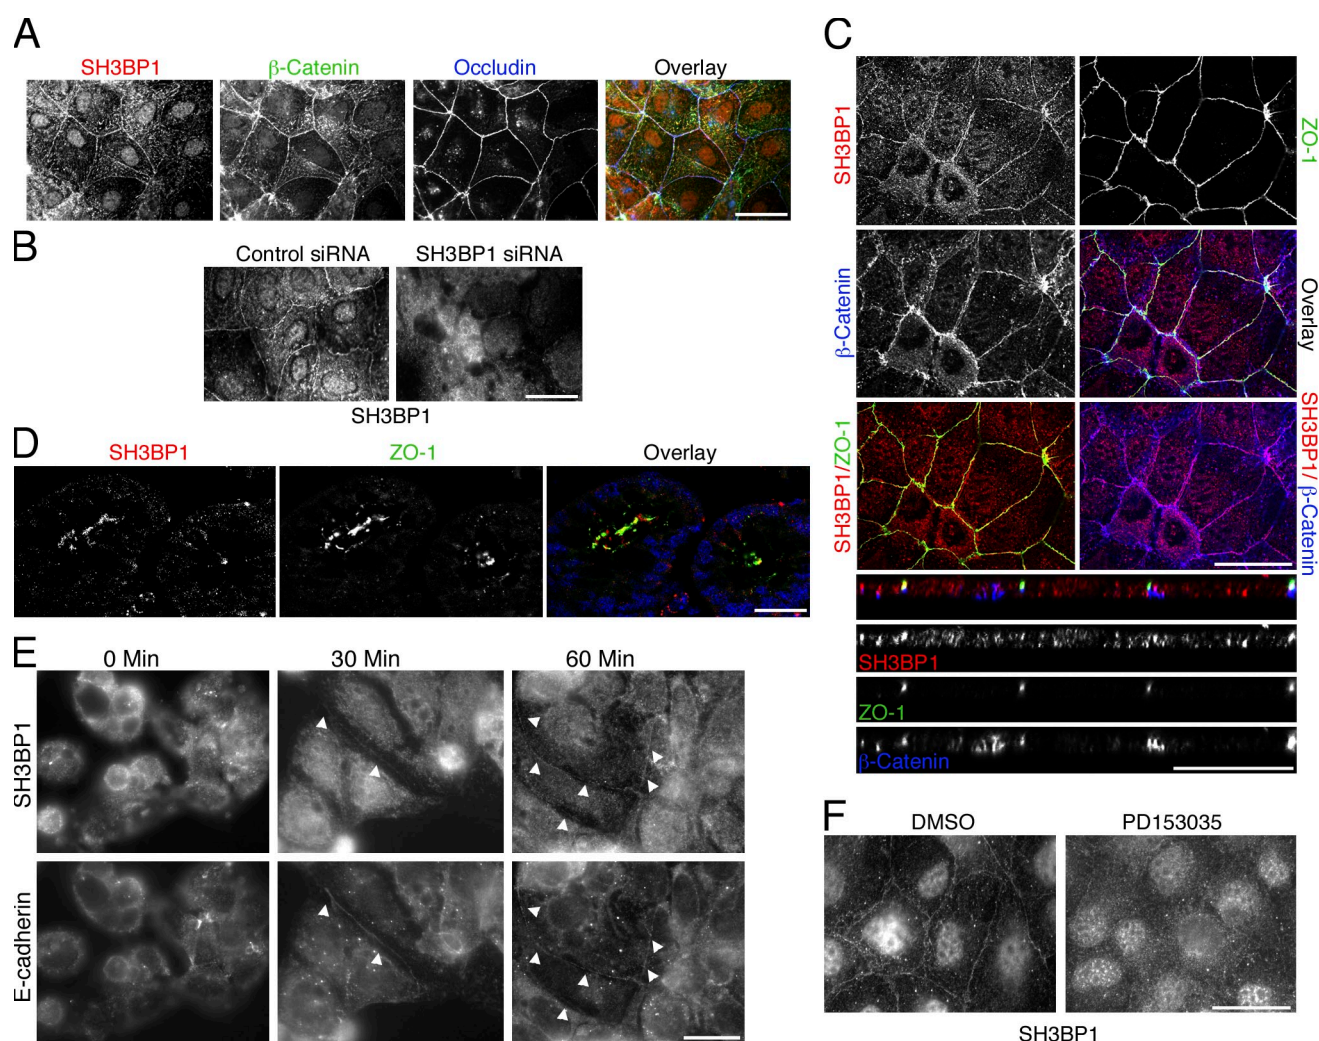 A
SH3BP1
β-Catenin
Occludin
Overlay
B
Control siRNA
SH3BP1 siRNA
SH3BP1
C
SH3BP1
ZO-1
β-Catenin
Overlay
SH3BP1/ZO-1
SH3BP1/β-Catenin
SH3BP1
ZO-1
β-Catenin
D
SH3BP1
ZO-1
Overlay
E
0 Min
30 Min
60 Min
SH3BP1
E-cadherin
F
DMSO
PD153035
SH3BP1